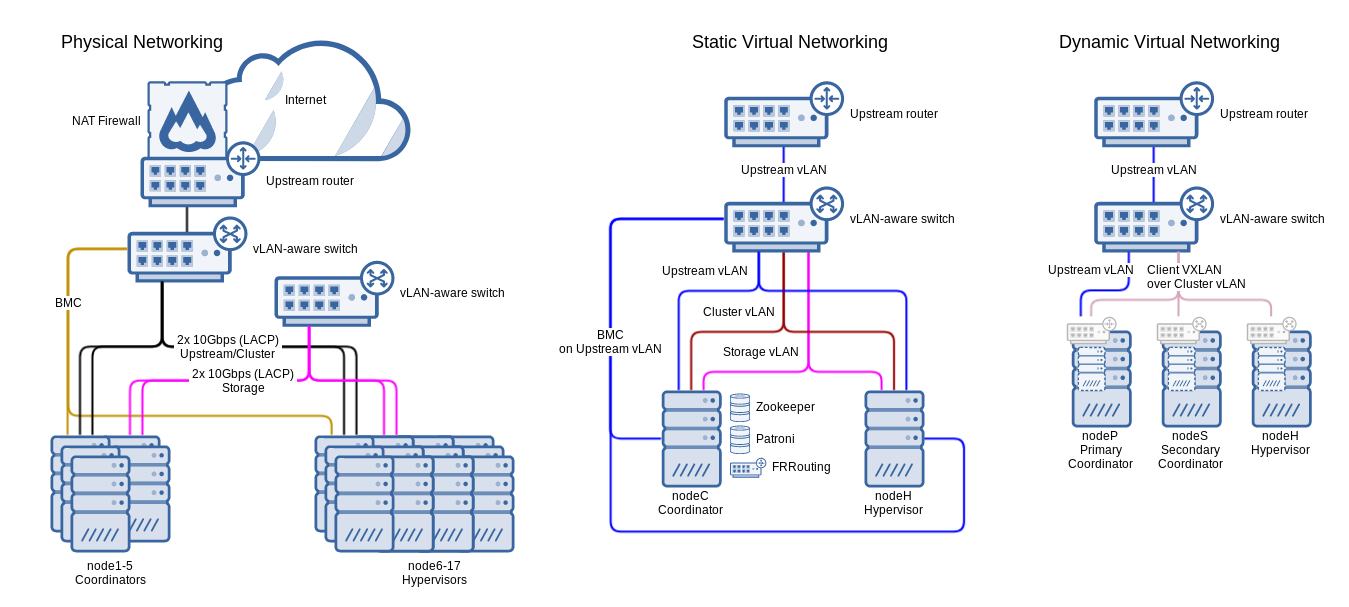 Physical Networking
Internet
NAT Firewall
Upstream router
vLAN-aware switch
vLAN-aware switch
BMC
2x 10Gbps (LACP)
Upstream/Cluster
2x 10Gbps (LACP)
Storage
node1-5
Coordinators
node6-17
Hypervisors
Static Virtual Networking
Upstream router
Upstream vLAN
vLAN-aware switch
Upstream vLAN
Cluster vLAN
BMC
on Upstream vLAN
Storage vLAN
Zookeeper
Patroni
FRRouting
nodeC
Coordinator
nodeH
Hypervisor
Dynamic Virtual Networking
Upstream router
Upstream vLAN
vLAN-aware switch
Upstream vLAN
Client VXLAN
over Cluster vLAN
nodeP
Primary
Coordinator
nodeS
Secondary
Coordinator
nodeH
Hypervisor